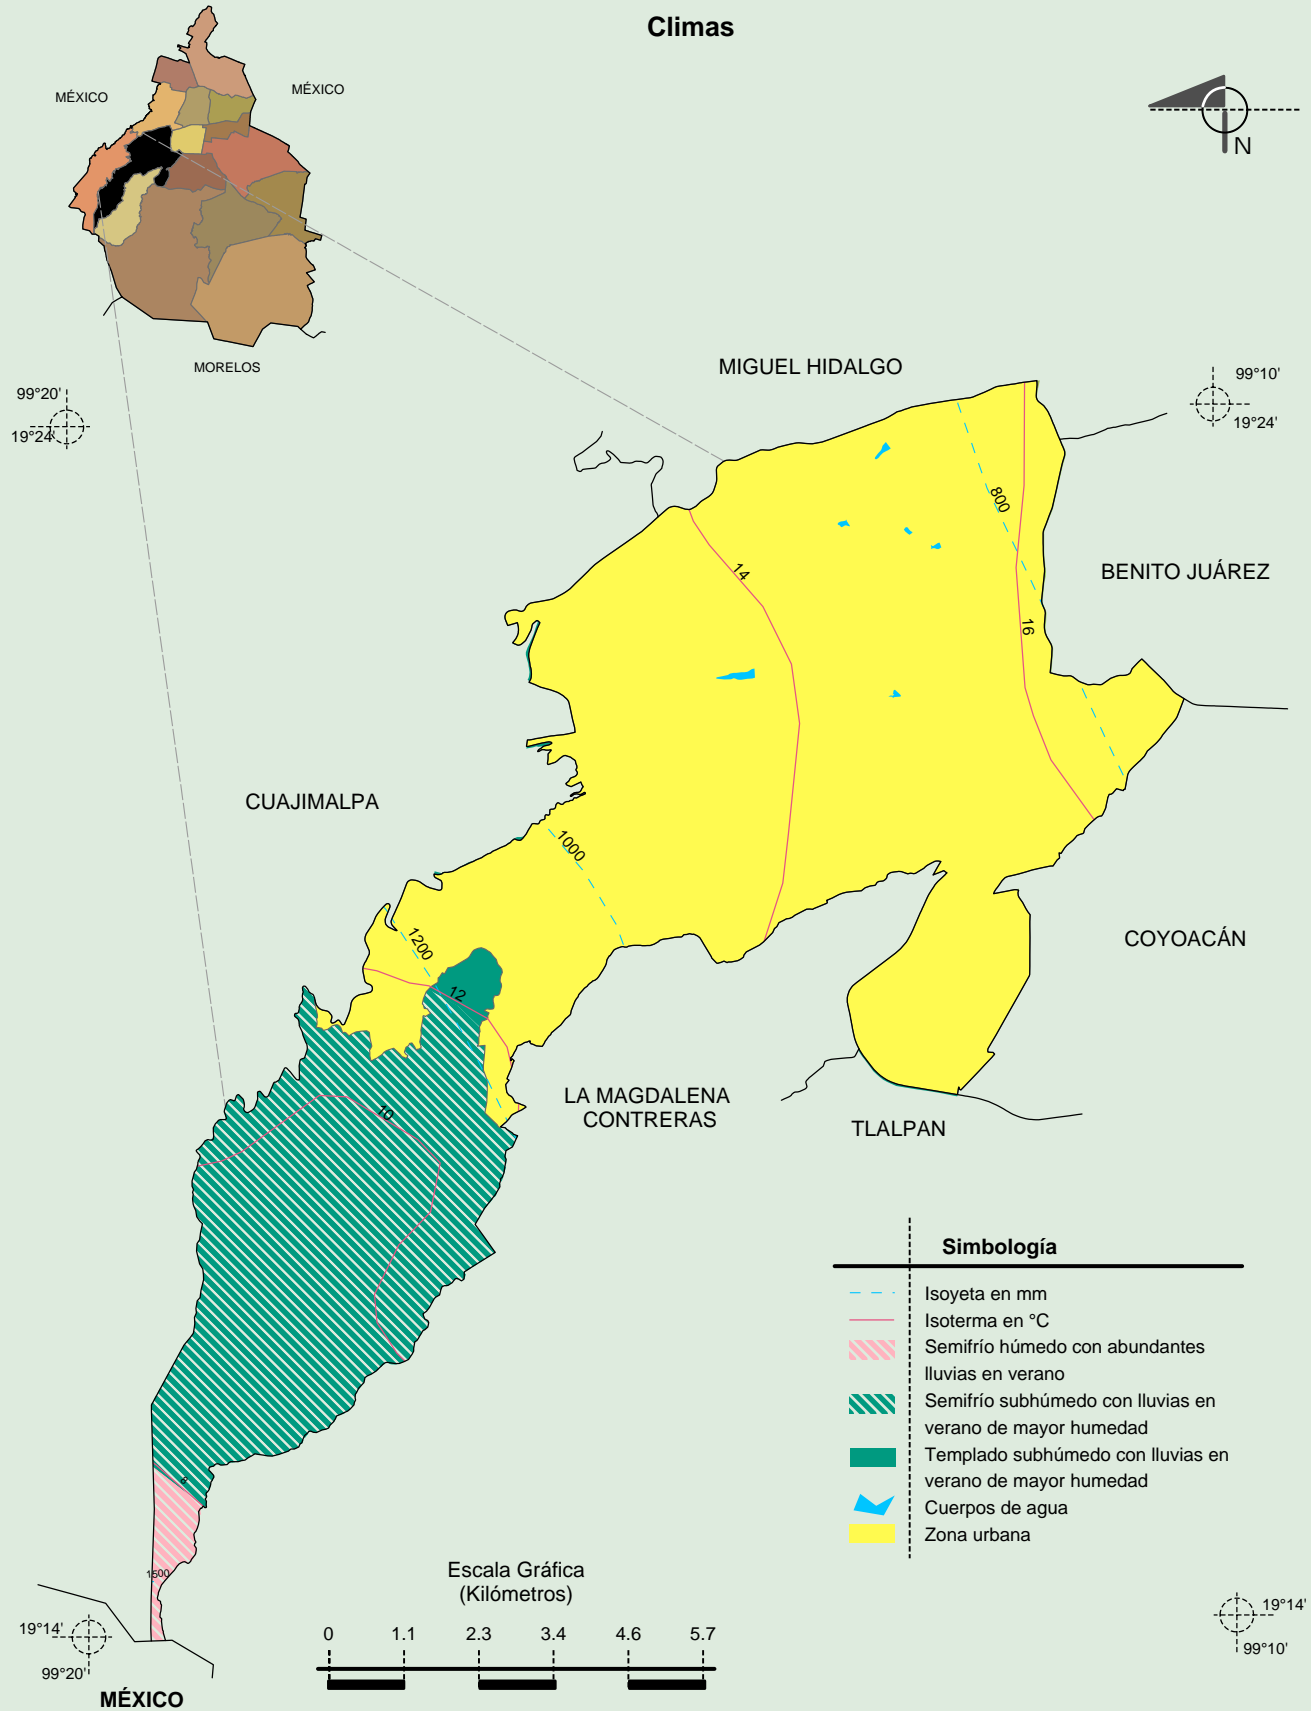 Climas
MÉXICO
MÉXICO
N
MORELOS
MIGUEL HIDALGO
99°20'
19°24'
99°10'
19°24'
800
14
BENITO JUÁREZ
16
CUAJIMALPA
1000
1200
COYOACÁN
12
LA MAGDALENA
CONTRERAS
10
TLALPAN
Simbología
Isoyeta en mm
Isoterma en °C
Semifrío húmedo con abundantes
lluvias en verano
Semifrío subhúmedo con lluvias en
verano de mayor humedad
Templado subhúmedo con lluvias en
verano de mayor humedad
Cuerpos de agua
Zona urbana
8
1500
Escala Gráfica
(Kilómetros)
0 1.1 2.3 3.4 4.6 5.7
19°14'
99°20'
19°14'
99°10'
MÉXICO